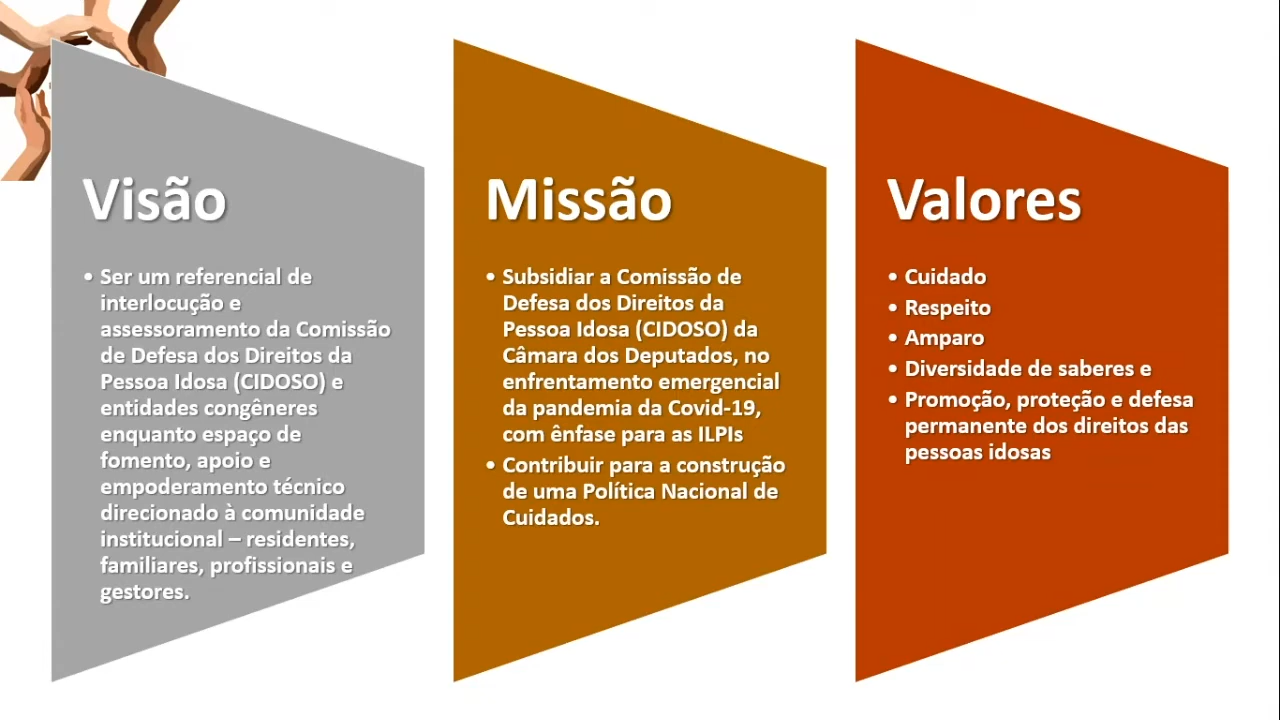 Visão
• Ser um referencial de
interlocução e
assessoramento da Comissão
de Defesa dos Direitos da
Pessoa Idosa (CIDOSO) e
entidades congêneres
enquanto espaço de
fomento, apoio e
empoderamento técnico
direcionado à comunidade
institucional – residentes,
familiares, profissionais e
gestores.
Missão
• Subsidiar a Comissão de
Defesa dos Direitos da
Pessoa Idosa (CIDOSO) da
Câmara dos Deputados, no
enfrentamento emergencial
da pandemia da Covid-19,
com ênfase para as ILPIs
• Contribuir para a construção
de uma Política Nacional de
Cuidados.
Valores
• Cuidado
• Respeito
• Amparo
• Diversidade de saberes e
• Promoção, proteção e defesa
permanente dos direitos das
pessoas idosas